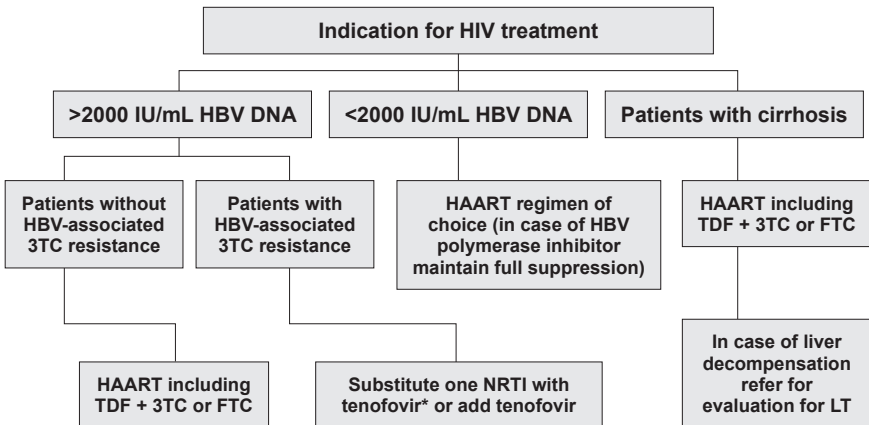 Indication for HIV treatment
>2000 IU/mL HBV DNA
<2000 IU/mL HBV DNA
Patients with cirrhosis
Patients without
HBV-associated
3TC resistance
Patients with
HBV-associated
3TC resistance
HAART regimen of
choice (in case of HBV
polymerase inhibitor
maintain full suppression)
HAART including
TDF + 3TC or FTC
HAART including
TDF + 3TC or FTC
Substitute one NRTI with
tenofovir* or add tenofovir
In case of liver
decompensation
refer for
evaluation for LT